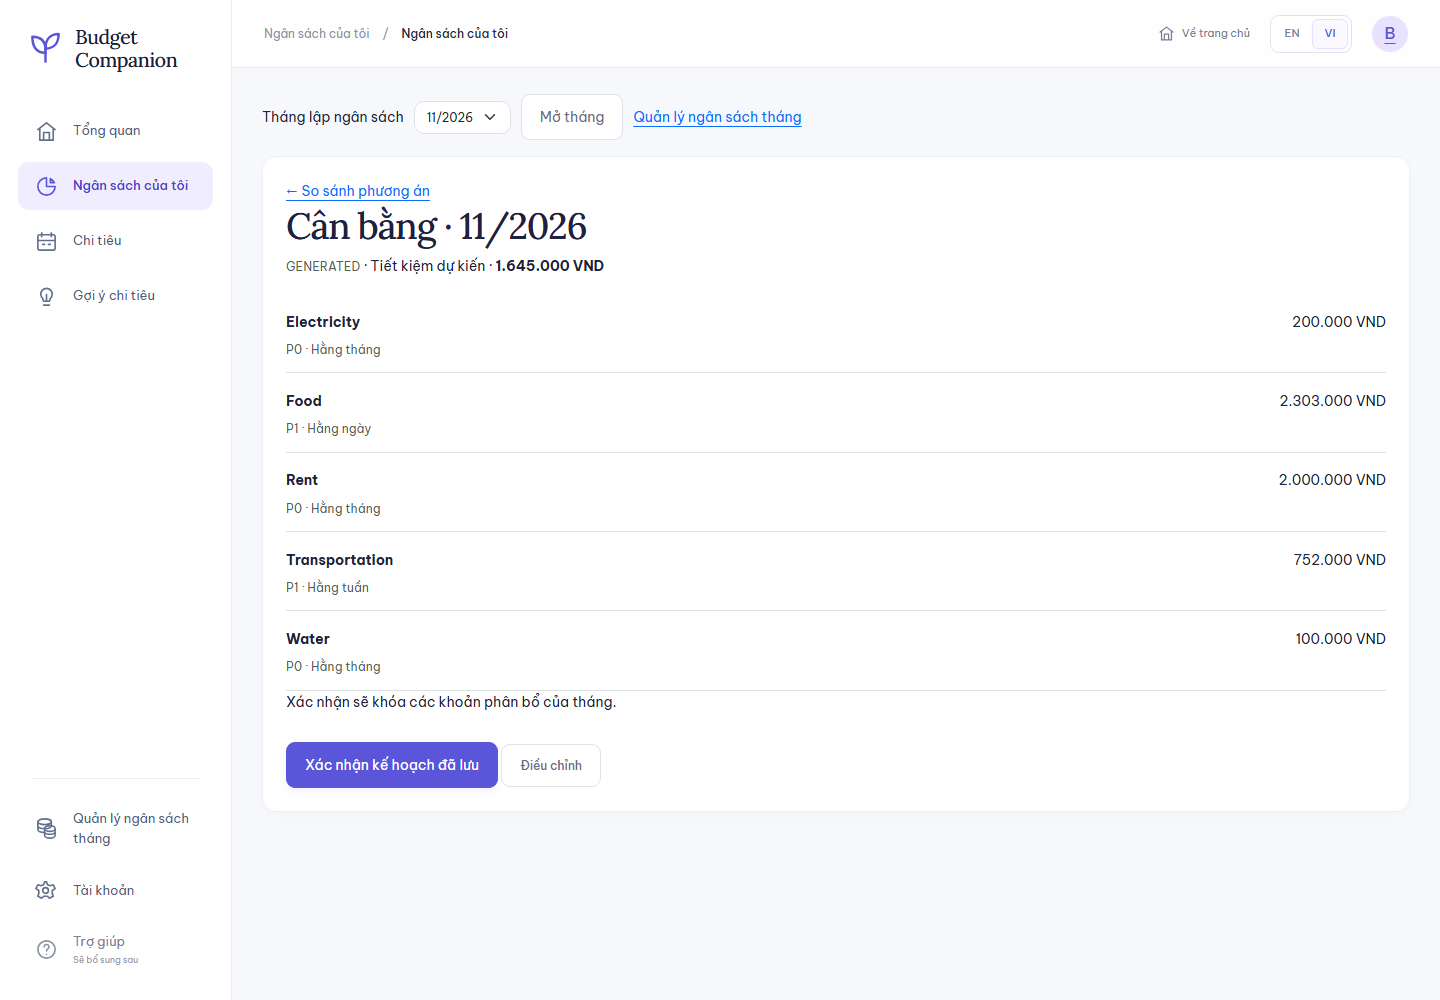 Budget
Companion
Tổng quan
Ngân sách của tôi
Chi tiêu
Gợi ý chi tiêu
Quản lý ngân sách
tháng
Tài khoản
Trợ giúp
Sẽ bổ sung sau
Ngân sách của tôi / Ngân sách của tôi
Về trang chủ
EN VI
B
Tháng lập ngân sách 11/2026 Mở tháng Quản lý ngân sách tháng
← So sánh phương án
Cân bằng · 11/2026
GENERATED · Tiết kiệm dự kiến · 1.645.000 VND
Electricity 200.000 VND
P0 · Hằng tháng
Food 2.303.000 VND
P1 · Hằng ngày
Rent 2.000.000 VND
P0 · Hằng tháng
Transportation 752.000 VND
P1 · Hằng tuần
Water 100.000 VND
P0 · Hằng tháng
Xác nhận sẽ khóa các khoản phân bổ của tháng.
Xác nhận kế hoạch đã lưu Điều chỉnh